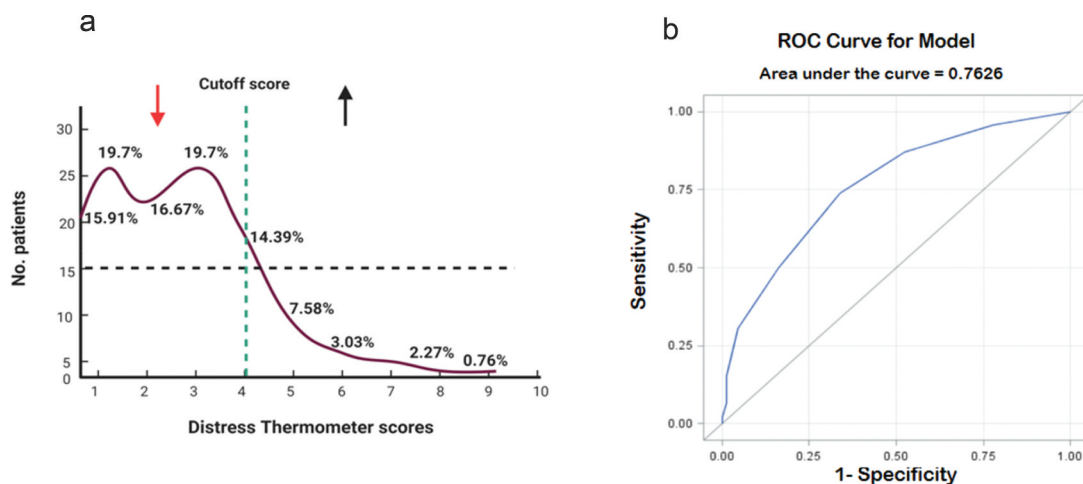 a
Cutoff score
30
25
20
15
10
5
0
19.7%
19.7%
15.91%
16.67%
14.39%
7.58%
3.03%
2.27%
0.76%
No. patients
1 2 3 4 5 6 7 8 9 10
Distress Thermometer scores
b
ROC Curve for Model
Area under the curve = 0.7626
1.00
0.75
0.50
0.25
0.00
Sensitivity
0.00 0.25 0.50 0.75 1.00
1- Specificity